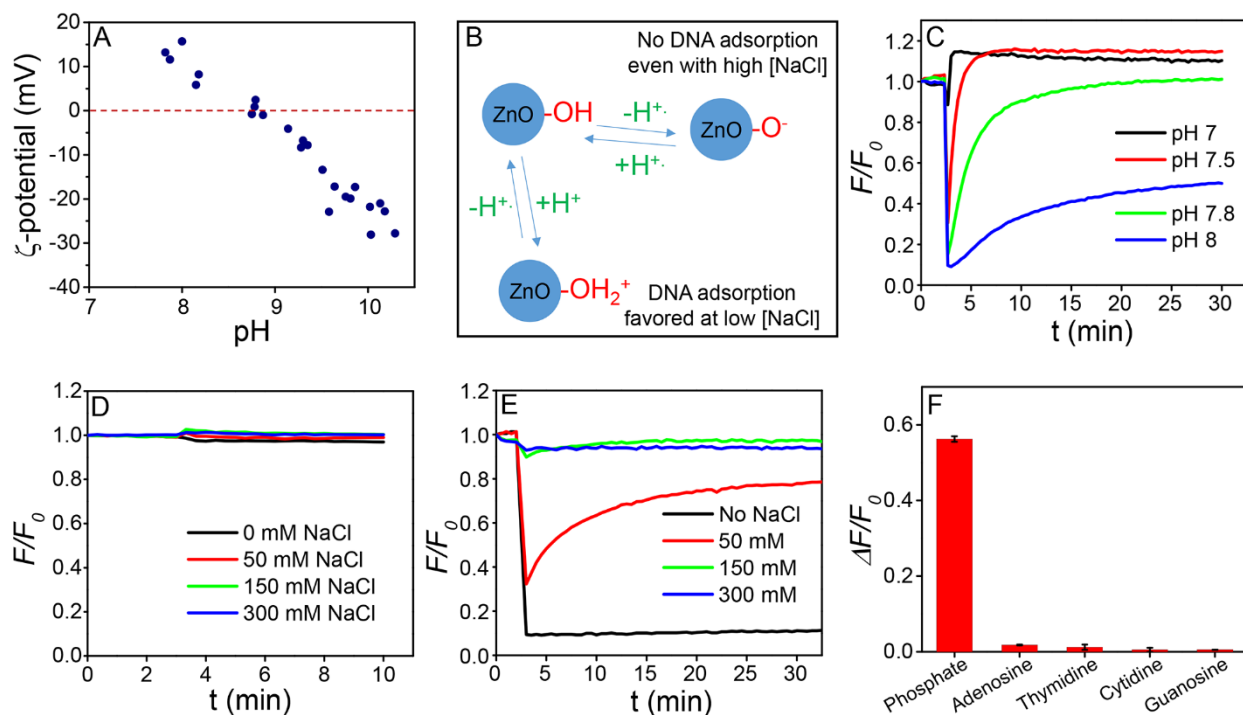 A
ζ-potential (mV)
20
10
0
-10
-20
-30
-40
7
8
9
10
pH
B
No DNA adsorption
even with high [NaCl]
ZnO
-OH
-H⁺·
+H⁺·
ZnO
-O⁻
-H⁺·
+H⁺
ZnO
-OH₂⁺
DNA adsorption
favored at low [NaCl]
C
F/F₀
1.2
1.0
0.8
0.6
0.4
0.2
0.0
pH 7
pH 7.5
pH 7.8
pH 8
0
5
10
15
20
25
30
t (min)
D
F/F₀
1.2
1.0
0.8
0.6
0.4
0.2
0.0
0 mM NaCl
50 mM NaCl
150 mM NaCl
300 mM NaCl
0
2
4
6
8
10
t (min)
E
F/F₀
1.2
1.0
0.8
0.6
0.4
0.2
0.0
No NaCl
50 mM
150 mM
300 mM
0
5
10
15
20
25
30
t (min)
F
ΔF/F₀
0.6
0.4
0.2
0.0
Phosphate
Adenosine
Thymidine
Cytidine
Guanosine